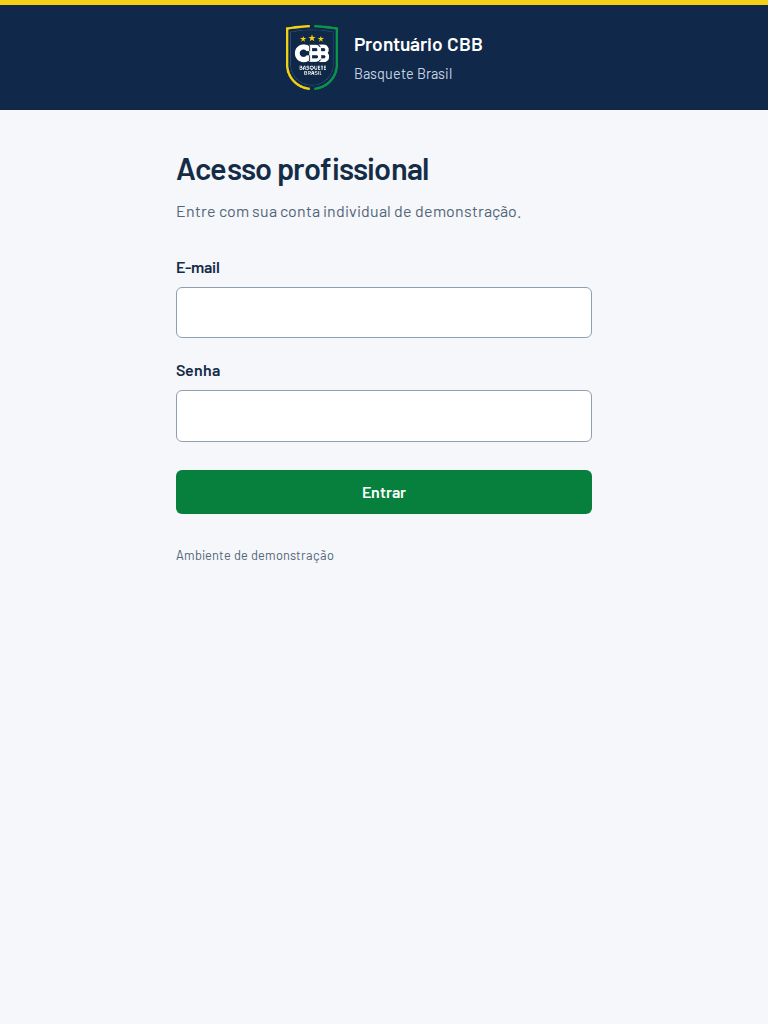 CBB
BASQUETE
BRASIL
Prontuário CBB
Basquete Brasil
Acesso profissional
Entre com sua conta individual de demonstração.
E-mail
Senha
Entrar
Ambiente de demonstração